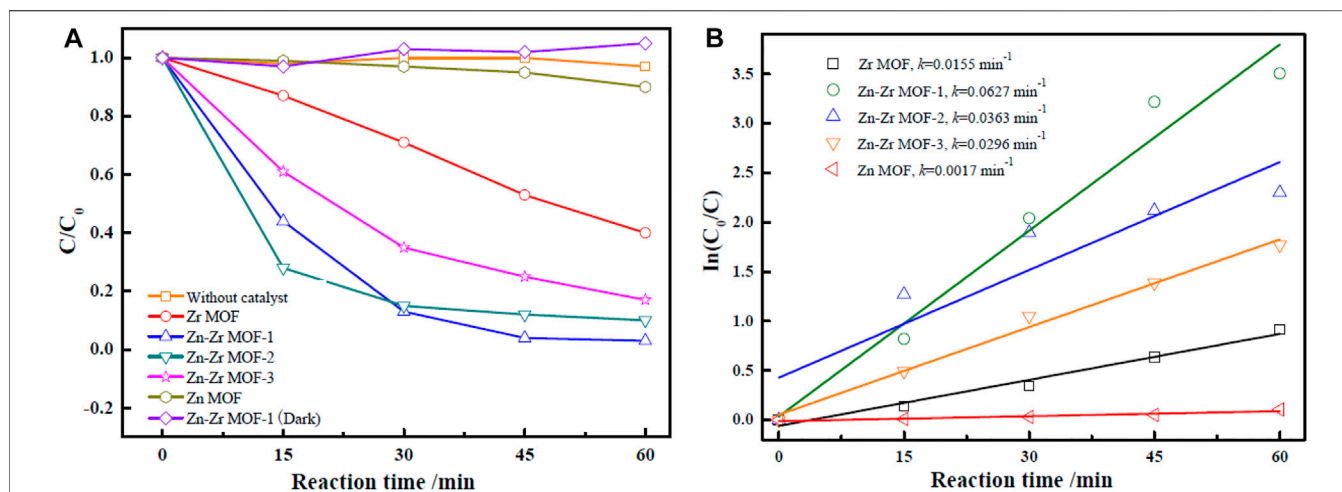 A
1.0
0.8
0.6
0.4
0.2
0.0
-0.2
C/C0
Without catalyst
Zr MOF
Zn-Zr MOF-1
Zn-Zr MOF-2
Zn-Zr MOF-3
Zn MOF
Zn-Zr MOF-1 (Dark)
0 15 30 45 60
Reaction time /min
B
3.5
3.0
2.5
2.0
1.5
1.0
0.5
0.0
In(C0/C)
Zr MOF, k=0.0155 min-1
Zn-Zr MOF-1, k=0.0627 min-1
Zn-Zr MOF-2, k=0.0363 min-1
Zn-Zr MOF-3, k=0.0296 min-1
Zn MOF, k=0.0017 min-1
0 15 30 45 60
Reaction time /min